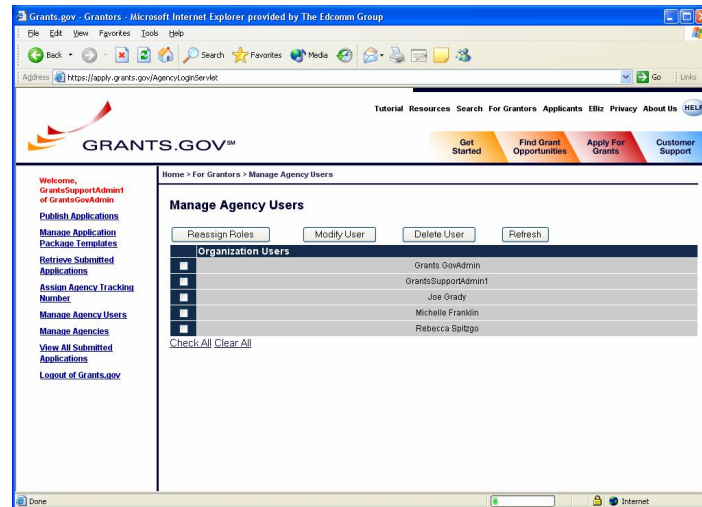 Grants.gov - Grantors - Microsoft Internet Explorer provided by The Edcomm Group
File Edit View Favorites Tools Help
Back Search Favorites Media
Address https://apply.grants.gov/AgencyLoginServlet Go Links
Tutorial Resources Search For Grantors Applicants EBiz Privacy About Us HELP
GRANTS.GOV℠
Get Started
Find Grant Opportunities
Apply For Grants
Customer Support
Welcome,
GrantsSupportAdmin1
of GrantsGovAdmin
Publish Applications
Manage Application
Package Templates
Retrieve Submitted
Applications
Assign Agency Tracking
Number
Manage Agency Users
Manage Agencies
View All Submitted
Applications
Logout of Grants.gov
Home > For Grantors > Manage Agency Users
Manage Agency Users
Reassign Roles Modify User Delete User Refresh
Organization Users
Grants GovAdmin
GrantsSupportAdmin1
Joe Grady
Michelle Franklin
Rebecca Spitzgo
Check All Clear All
Done Internet